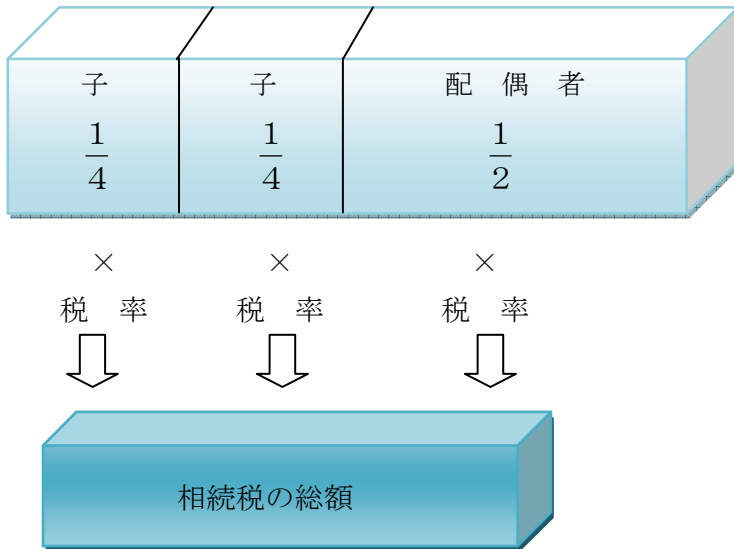 子 子 配 偶 者
1/4 1/4 1/2
× × ×
税 率 税 率 税 率
相続税の総額